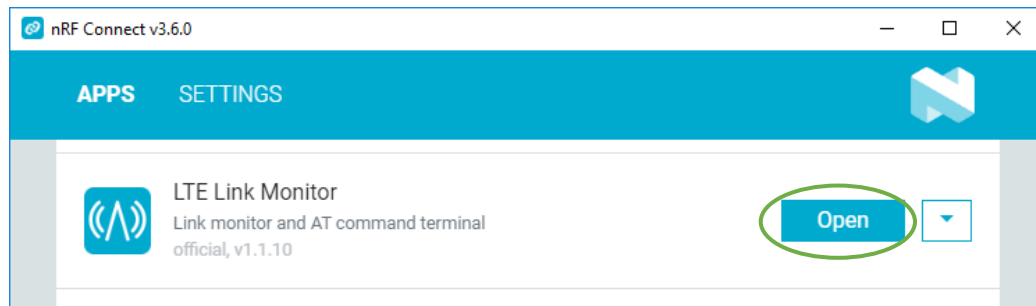 nRF Connect v3.6.0
APPS SETTINGS
LTE Link Monitor
Open
Link monitor and AT command terminal
official, v1.1.10